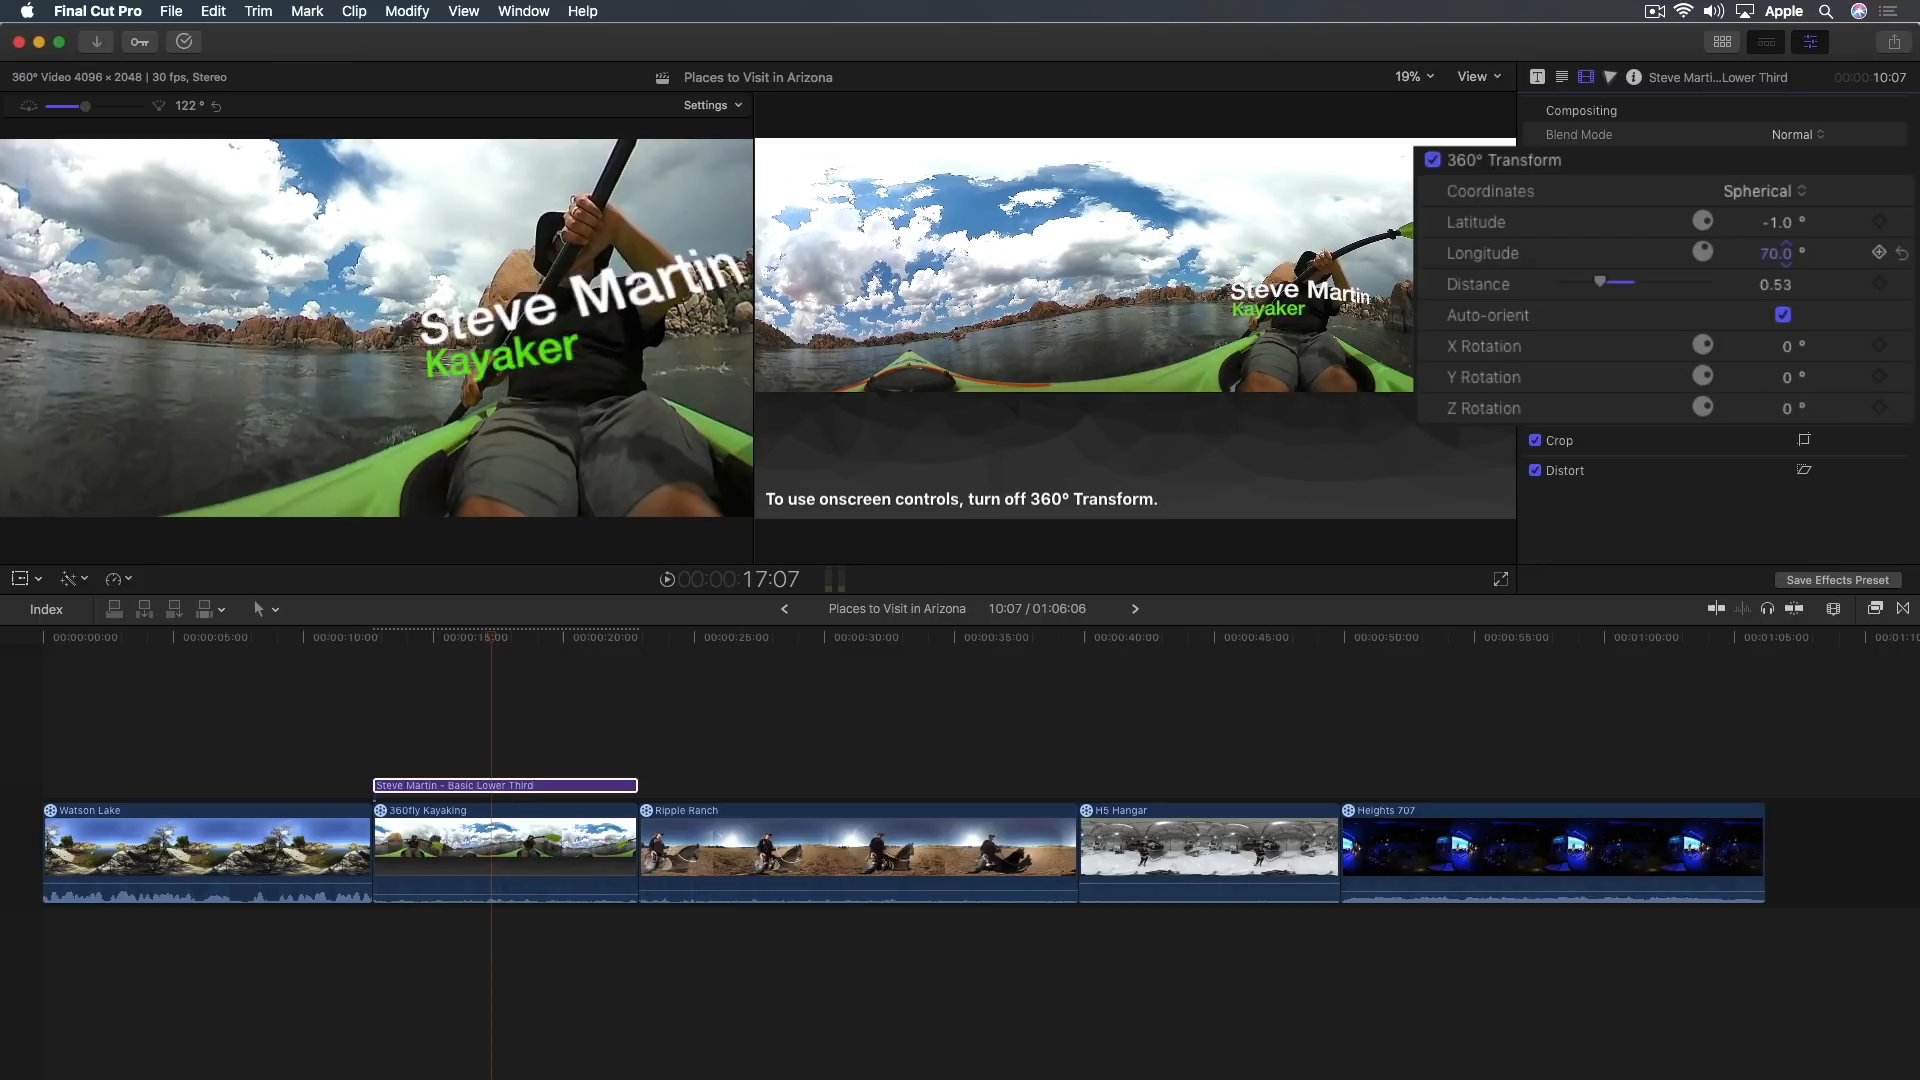 Final Cut Pro File Edit Trim Mark Clip Modify View Window Help Apple
360° Video 4096 × 2048 | 30 fps, Stereo Places to Visit in Arizona 19% View Steve Marti...Lower Third 00:00:10:07
122 ° Settings
Compositing
Blend Mode Normal
360° Transform
Coordinates Spherical
Latitude -1.0 °
Longitude 70.0 °
Distance 0.53
Auto-orient
X Rotation 0 °
Y Rotation 0 °
Z Rotation 0 °
Crop
Distort
Steve Martin
Kayaker
Steve Martin
Kayaker
To use onscreen controls, turn off 360° Transform.
00:00:17:07 Save Effects Preset
Index Places to Visit in Arizona 10:07 / 01:06:06
00:00:00:00 00:00:05:00 00:00:10:00 00:00:15:00 00:00:20:00 00:00:25:00 00:00:30:00 00:00:35:00 00:00:40:00 00:00:45:00 00:00:50:00 00:00:55:00 00:01:00:00 00:01:05:00 00:01:10
Steve Martin - Basic Lower Third
Watson Lake 360fly Kayaking Ripple Ranch H5 Hangar Heights 707